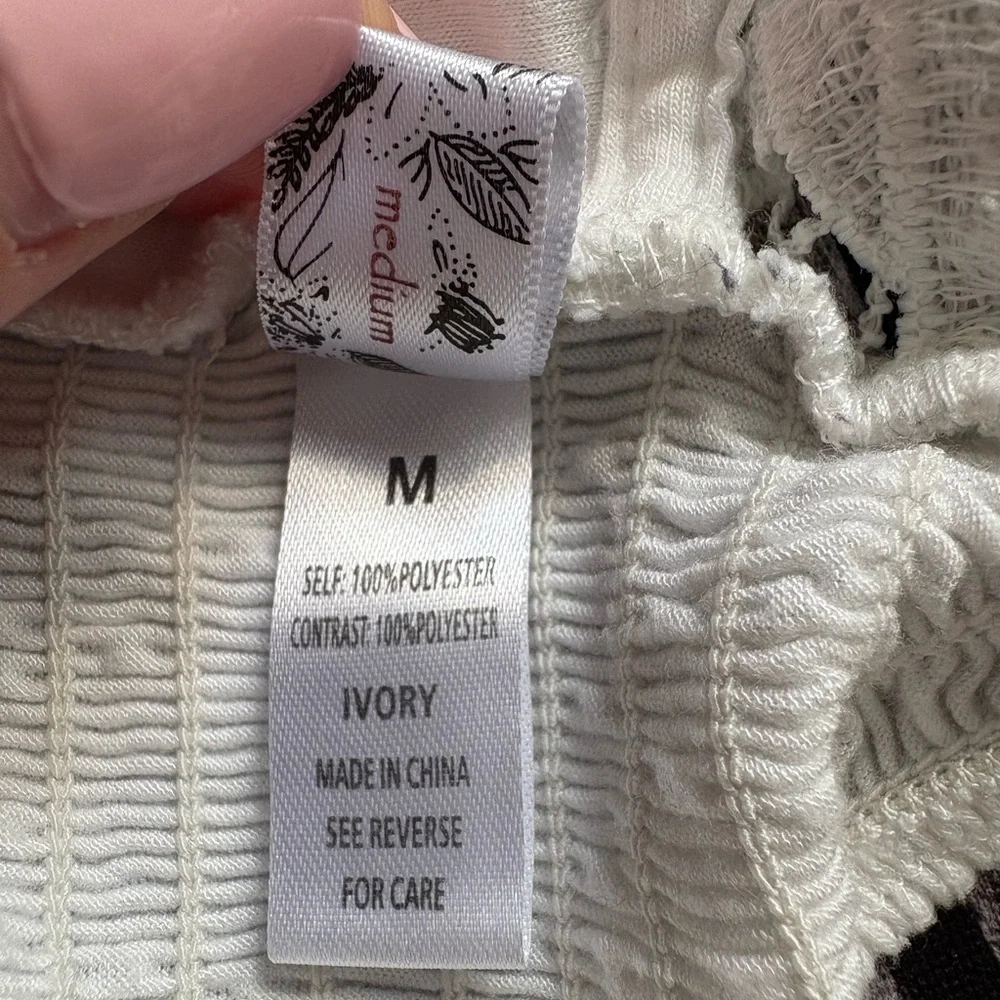 medium
M
SELF: 100%POLYESTER
CONTRAST: 100%POLYESTER
IVORY
MADE IN CHINA
SEE REVERSE
FOR CARE